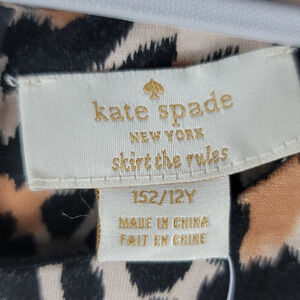 kate spade
NEW YORK
skirt the rules
152/12Y
MADE IN CHINA
FAIT EN CHINE